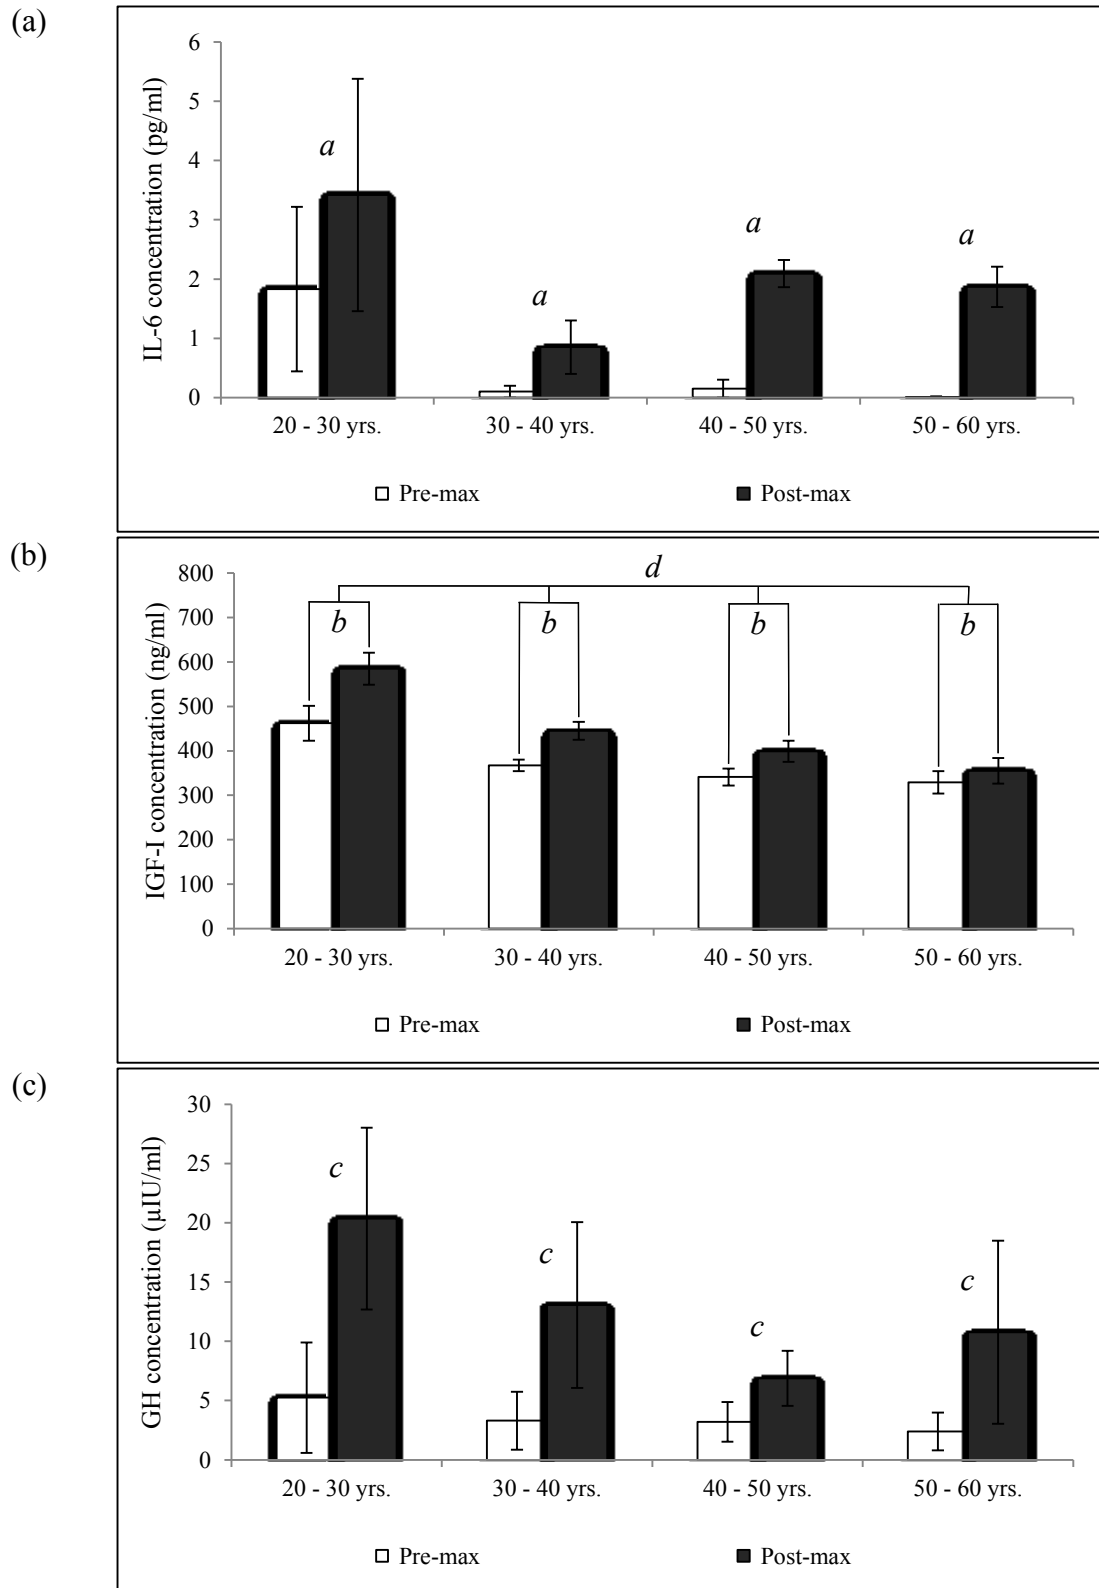 (a)
IL-6 concentration (pg/ml)
6
5
4
3
2
1
0
a
a
a
a
20 - 30 yrs.
30 - 40 yrs.
40 - 50 yrs.
50 - 60 yrs.
Pre-max
Post-max
(b)
IGF-I concentration (ng/ml)
800
700
600
500
400
300
200
100
0
d
b
b
b
b
20 - 30 yrs.
30 - 40 yrs.
40 - 50 yrs.
50 - 60 yrs.
Pre-max
Post-max
(c)
GH concentration (µIU/ml)
30
25
20
15
10
5
0
c
c
c
c
20 - 30 yrs.
30 - 40 yrs.
40 - 50 yrs.
50 - 60 yrs.
Pre-max
Post-max